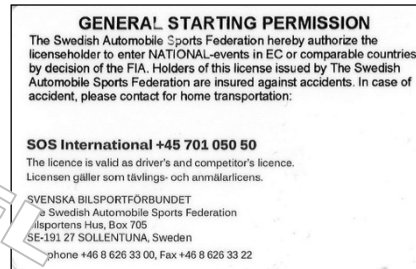 GENERAL STARTING PERMISSION
The Swedish Automobile Sports Federation hereby authorize the
licenseholder to enter NATIONAL-events in EC or comparable countries
by decision of the FIA. Holders of this license issued by The Swedish
Automobile Sports Federation are insured against accidents. In case of
accident, please contact for home transportation:
SOS International +45 701 050 50
The licence is valid as driver's and competitor's licence.
Licensen gäller som tävlings- och anmälarlicens.
SVENSKA BILSPORTFÖRBUNDET
Swedish Automobile Sports Federation
Hus, Box 705
SE-191 27 SOLLENTUNA, Sweden
+46 8 626 33 00, Fax +46 8 626 33 22